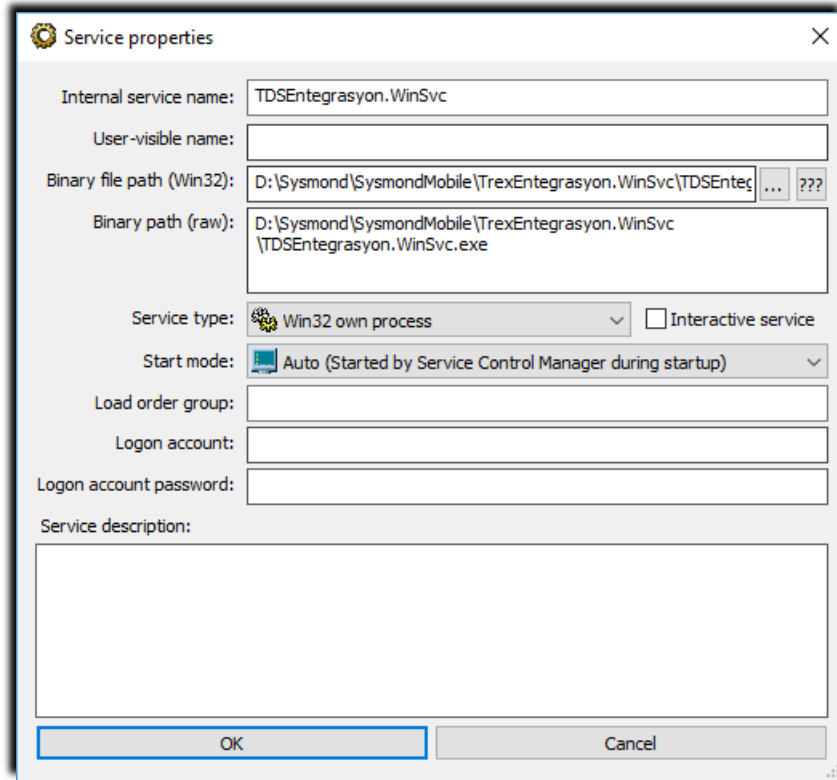 Service properties
Internal service name: TDSEntegrasyon.WinSvc
User-visible name:
Binary file path (Win32): D:\Sysmond\SysmondMobile\TrexEntegrasyon.WinSvc\TDSEnteg ... ???
Binary path (raw): D:\Sysmond\SysmondMobile\TrexEntegrasyon.WinSvc
\TDSEntegrasyon.WinSvc.exe
Service type: Win32 own process Interactive service
Start mode: Auto (Started by Service Control Manager during startup)
Load order group:
Logon account:
Logon account password:
Service description:
OK Cancel